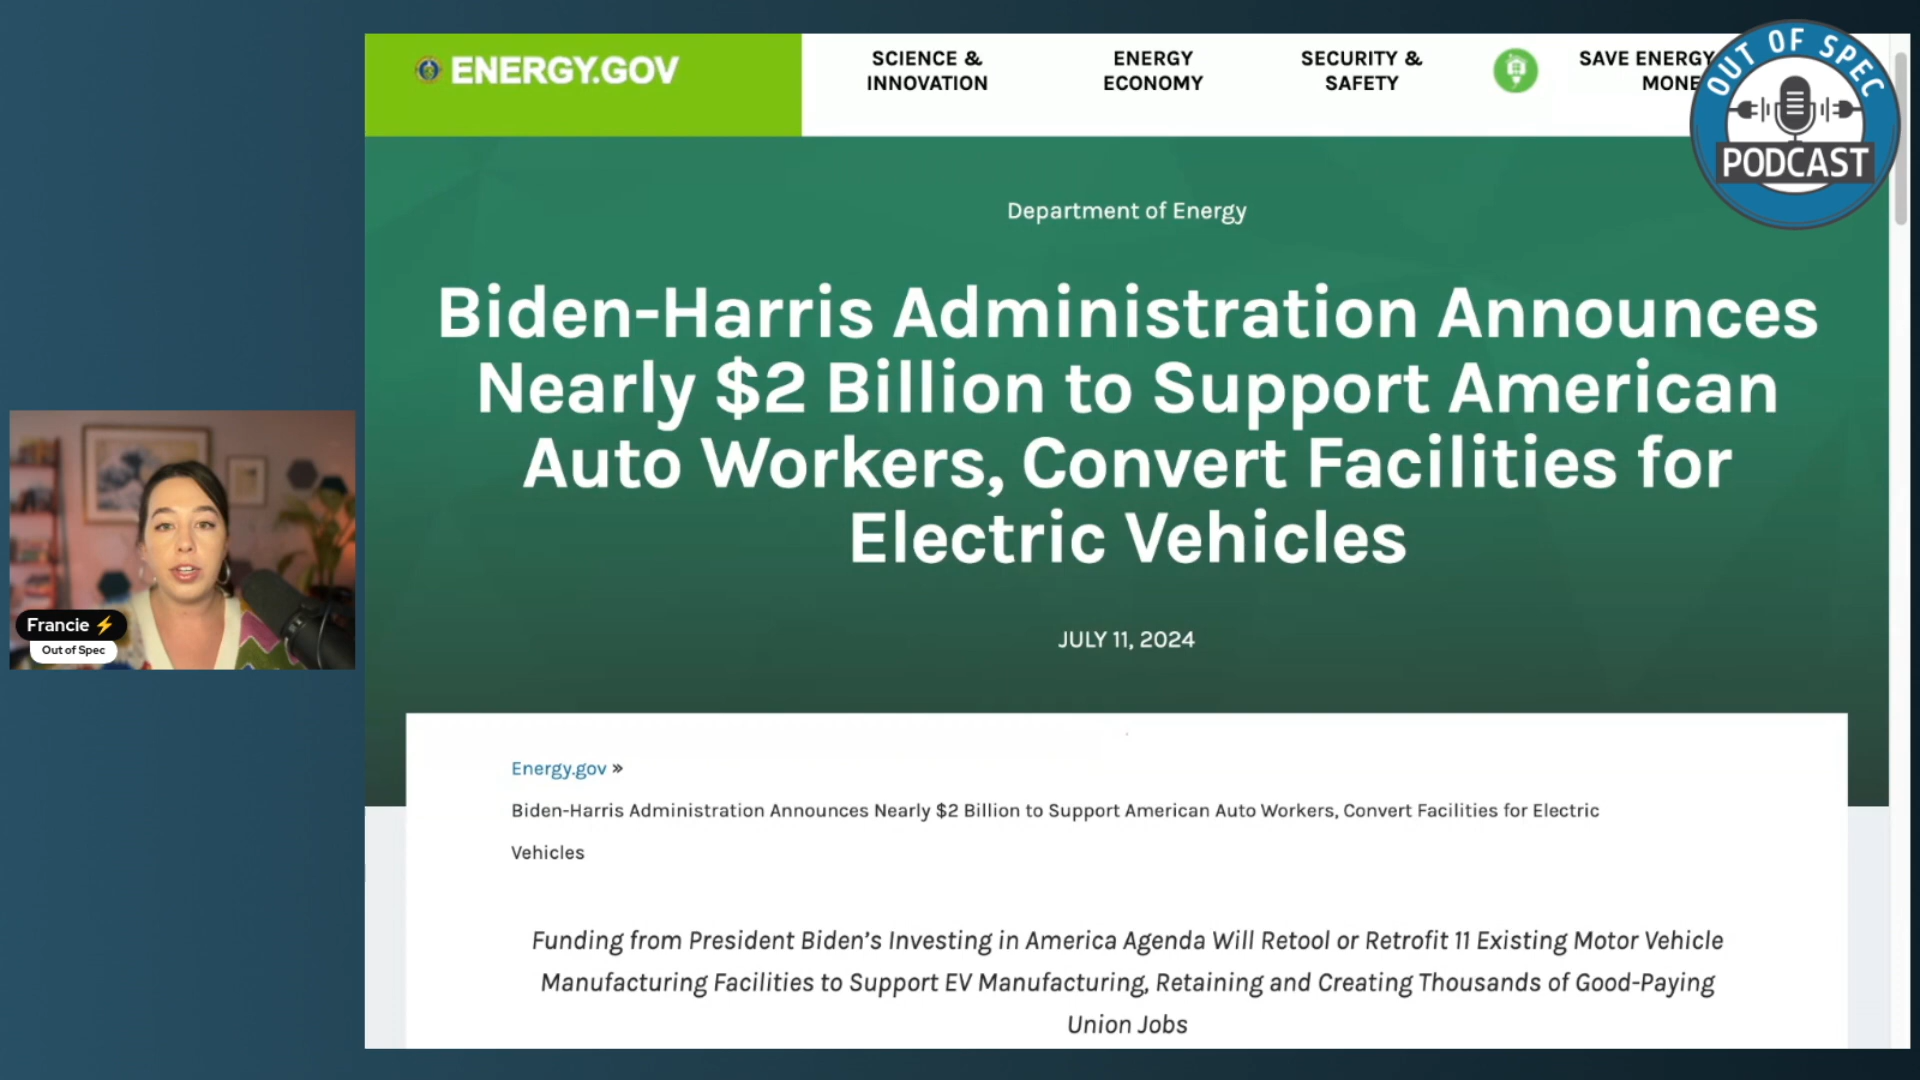 ENERGY.GOV
SCIENCE &
INNOVATION
ENERGY
ECONOMY
SECURITY &
SAFETY
SAVE ENERGY
MONE
OUT OF SPEC
PODCAST
Department of Energy
Biden-Harris Administration Announces
Nearly $2 Billion to Support American
Auto Workers, Convert Facilities for
Electric Vehicles
JULY 11, 2024
Francie ⚡
Out of Spec
Energy.gov »
Biden-Harris Administration Announces Nearly $2 Billion to Support American Auto Workers, Convert Facilities for Electric
Vehicles
Funding from President Biden’s Investing in America Agenda Will Retool or Retrofit 11 Existing Motor Vehicle
Manufacturing Facilities to Support EV Manufacturing, Retaining and Creating Thousands of Good-Paying
Union Jobs